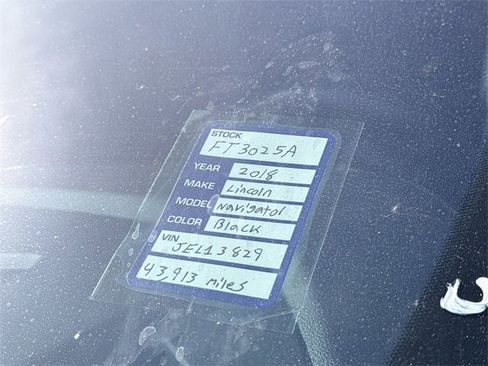 STOCK
FT3025A
YEAR 2018
MAKE Lincoln
MODEL Navigator
COLOR Black
VIN
JEL13829
43,913 miles